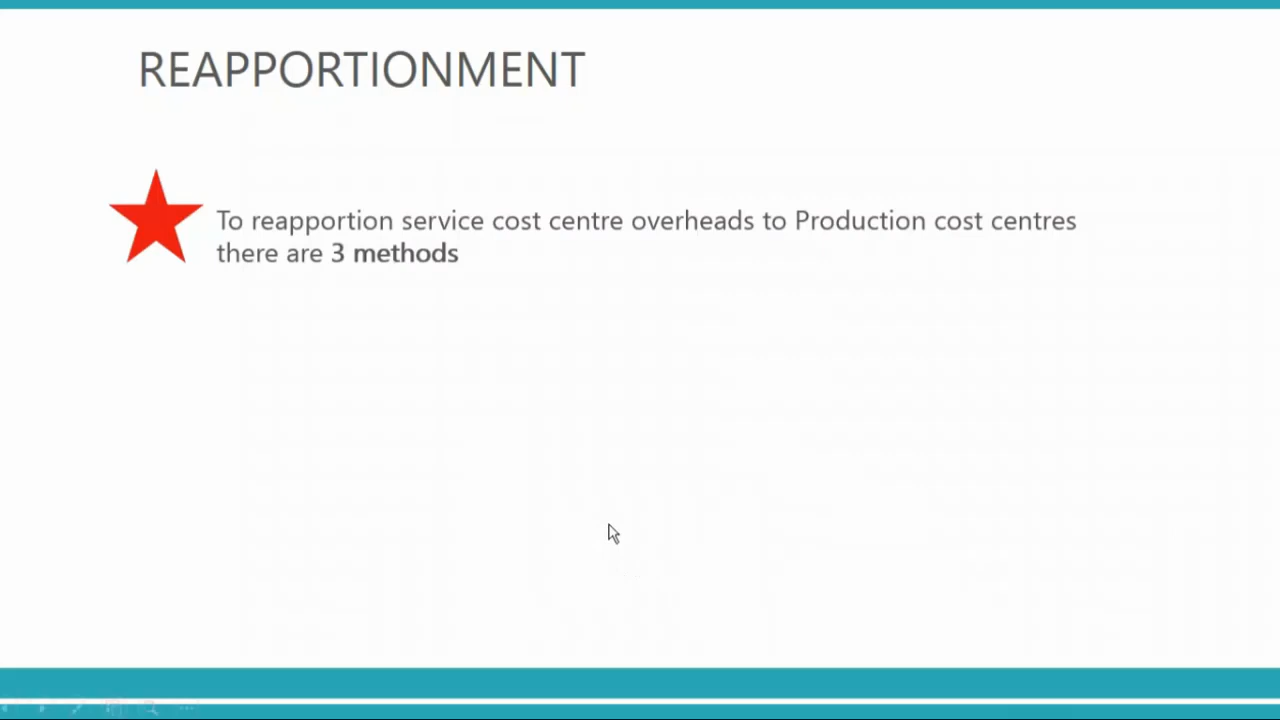 REAPPORTIONMENT
To reapportion service cost centre overheads to Production cost centres
there are 3 methods